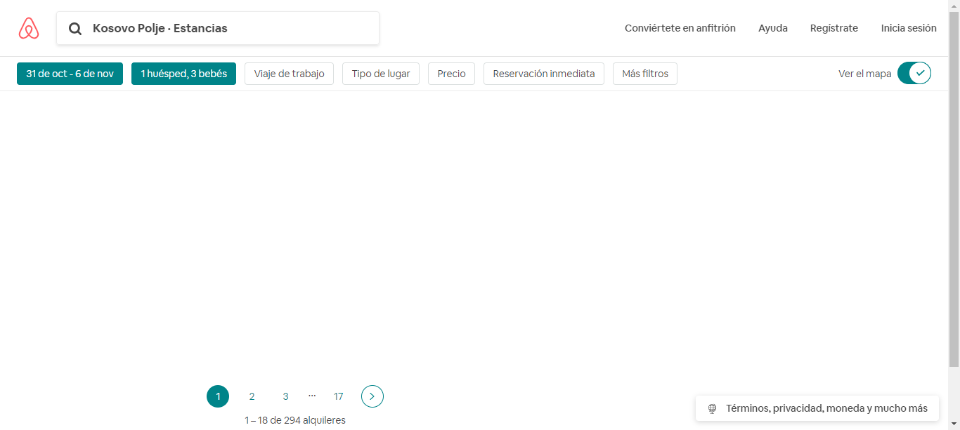 Kosovo Polje · Estancias
Conviértete en anfitrión
Ayuda
Regístrate
Inicia sesión
31 de oct - 6 de nov
1 huésped, 3 bebés
Viaje de trabajo
Tipo de lugar
Precio
Reservación inmediata
Más filtros
Ver el mapa
1
2
3
...
17
1 – 18 de 294 alquileres
Términos, privacidad, moneda y mucho más